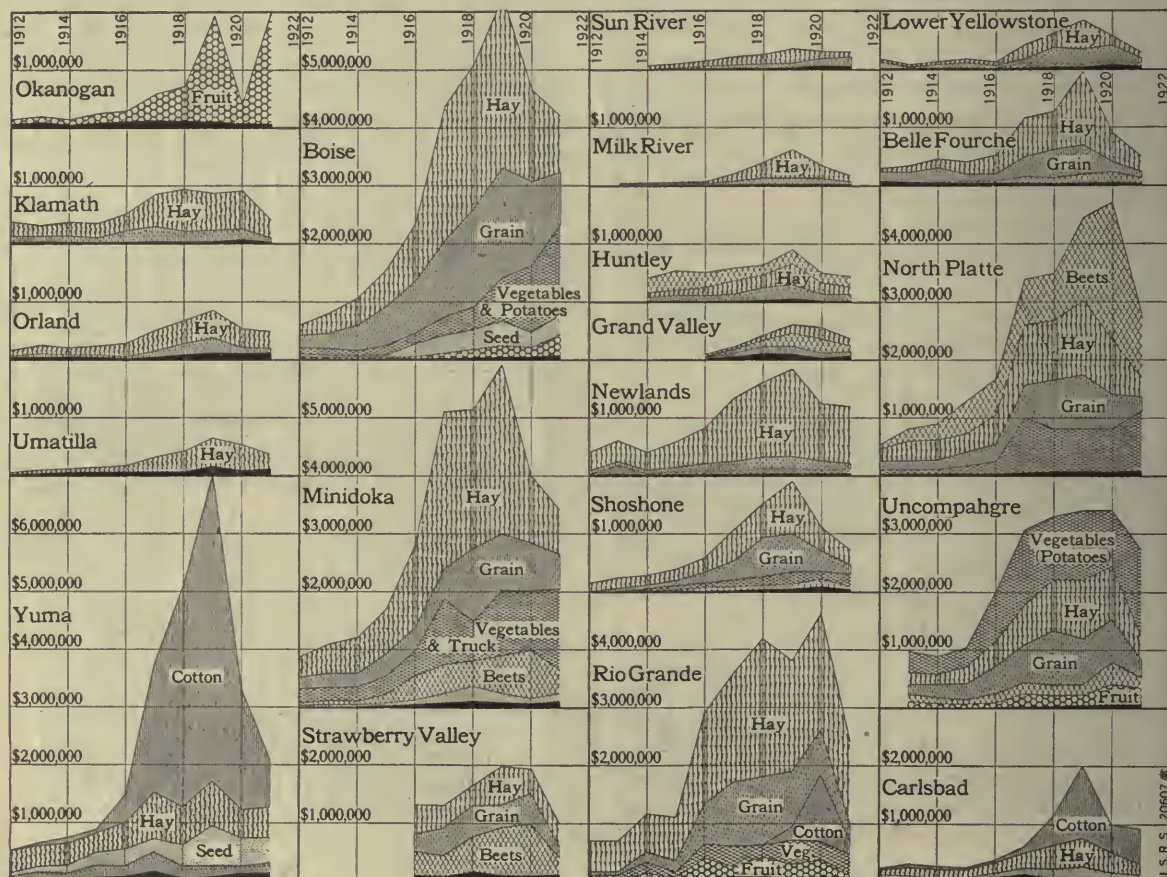 1912
1914
1916
1918
1920
1922
$1,000,000
Okanogan
Fruit
$1,000,000
Klamath
Hay
$1,000,000
Orland
Hay
$1,000,000
Umatilla
Hay
$6,000,000
$5,000,000
Yuma
$4,000,000
Cotton
$3,000,000
$2,000,000
$1,000,000
Hay
Seed
1912
1914
1916
1918
1920
1922
$5,000,000
Hay
$4,000,000
Boise
$3,000,000
Grain
$2,000,000
Vegetables
& Potatoes
$1,000,000
Seed
$5,000,000
$4,000,000
Minidoka
Hay
$3,000,000
Grain
$2,000,000
Vegetables
& Truck
$1,000,000
Beets
Strawberry Valley
$2,000,000
Hay
Grain
$1,000,000
Beets
Sun River
1912
1914
1916
1918
1920
1922
$1,000,000
Milk River
Hay
$1,000,000
Huntley
Hay
Grand Valley
Newlands
$1,000,000
Hay
Shoshone
$1,000,000
Hay
Grain
$4,000,000
Rio Grande
$3,000,000
Hay
$2,000,000
Grain
$1,000,000
Cotton
Veg.
Fruit
Lower Yellowstone
Hay
1912
1914
1916
1918
1920
1922
$1,000,000
Belle Fourche
Hay
Grain
$4,000,000
North Platte
Beets
$3,000,000
Hay
$2,000,000
Grain
$1,000,000
Uncompahgre
$3,000,000
Vegetables
(Potatoes)
$2,000,000
Hay
$1,000,000
Grain
Fruit
$2,000,000
Carlsbad
$1,000,000
Cotton
Hay
U.S.R.S. 20607